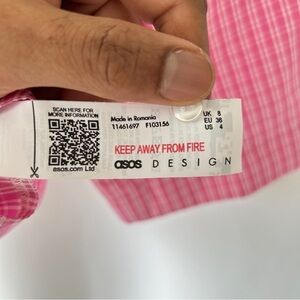 SCAN HERE FOR
MORE INFORMATION
asos.com Ltd
Made in Romania
11461697 F103156
UK 8
EU 36
US 4
KEEP AWAY FROM FIRE
asos DESIGN